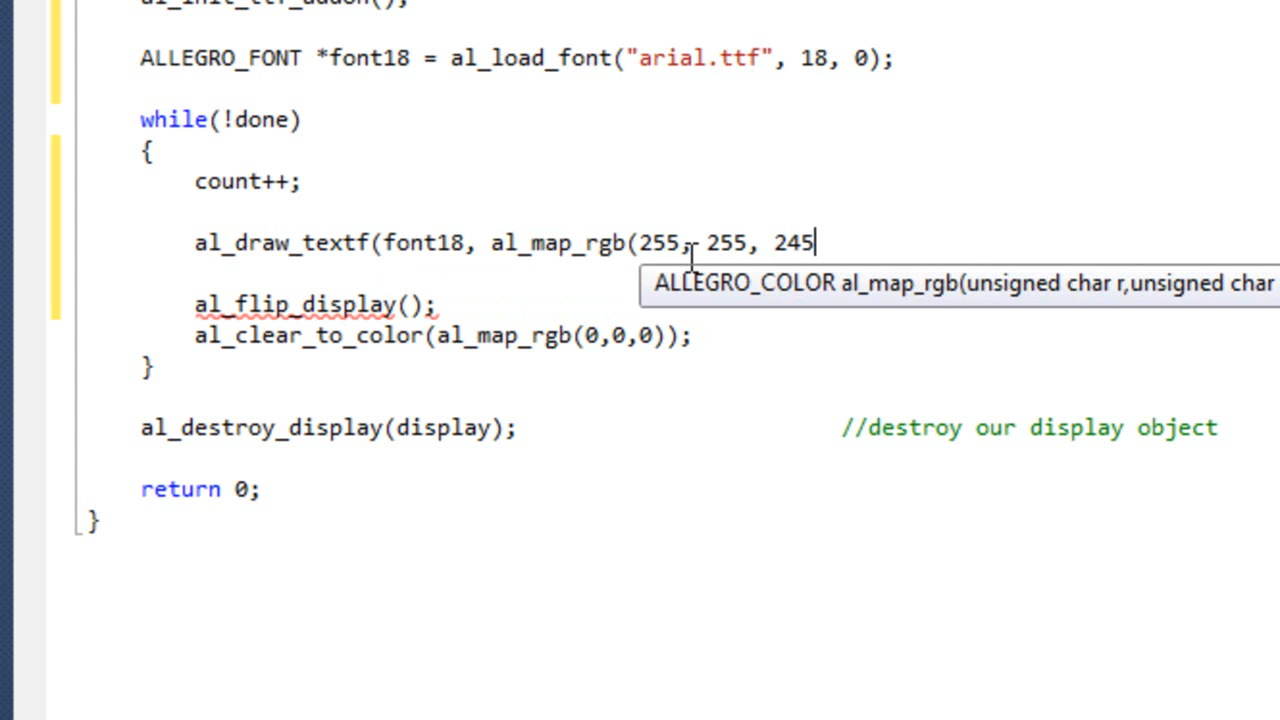 al_init_ttf_addon();
ALLEGRO_FONT *font18 = al_load_font("arial.ttf", 18, 0);
while(!done)
{
count++;
al_draw_textf(font18, al_map_rgb(255, 255, 245
ALLEGRO_COLOR al_map_rgb(unsigned char r,unsigned char
al_flip_display();
al_clear_to_color(al_map_rgb(0,0,0));
}
al_destroy_display(display); //destroy our display object
return 0;
}